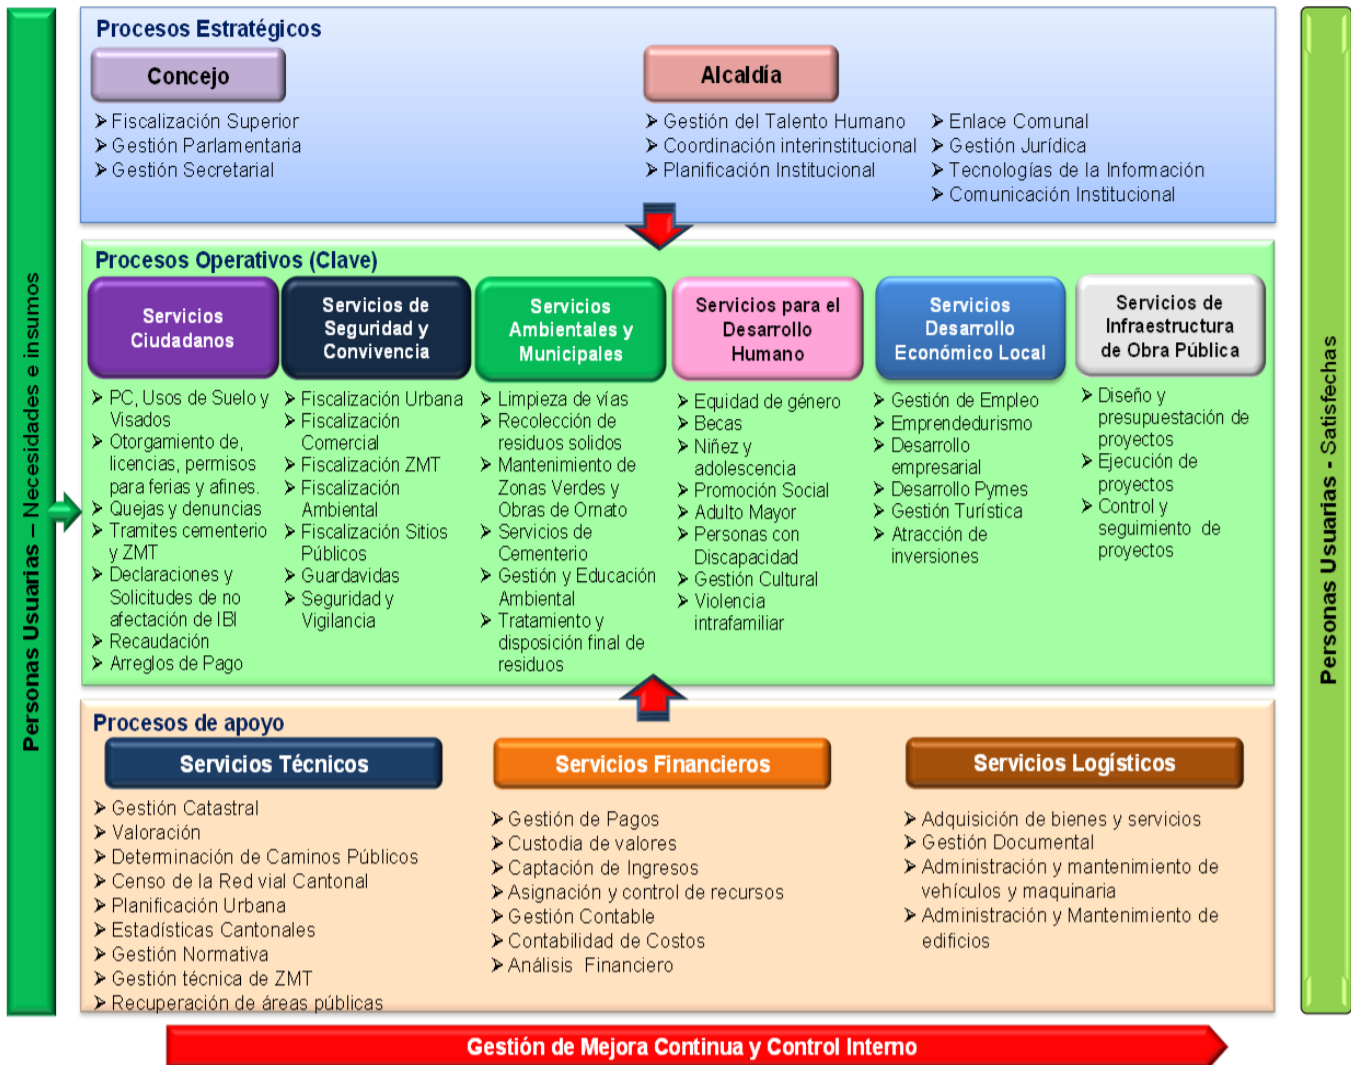 Personas Usuarias – Necesidades e insumos
Procesos Estratégicos
Concejo
Fiscalización Superior
Gestión Parlamentaria
Gestión Secretarial
Alcaldía
Gestión del Talento Humano
Coordinación interinstitucional
Planificación Institucional
Enlace Comunal
Gestión Jurídica
Tecnologías de la Información
Comunicación Institucional
Procesos Operativos (Clave)
Servicios
Ciudadanos
PC, Usos de Suelo y
Visados
Otorgamiento de,
licencias, permisos
para ferias y afines.
Quejas y denuncias
Tramites cementerio
y ZMT
Declaraciones y
Solicitudes de no
afectación de IBI
Recaudación
Arreglos de Pago
Servicios de
Seguridad y
Convivencia
Fiscalización Urbana
Fiscalización
Comercial
Fiscalización ZMT
Fiscalización
Ambiental
Fiscalización Sitios
Públicos
Guardavidas
Seguridad y
Vigilancia
Servicios
Ambientales y
Municipales
Limpieza de vías
Recolección de
residuos solidos
Mantenimiento de
Zonas Verdes y
Obras de Ornato
Servicios de
Cementerio
Gestión y Educación
Ambiental
Tratamiento y
disposición final de
residuos
Servicios para el
Desarrollo
Humano
Equidad de género
Becas
Niñez y
adolescencia
Promoción Social
Adulto Mayor
Personas con
Discapacidad
Gestión Cultural
Violencia
intrafamiliar
Servicios
Desarrollo
Económico Local
Gestión de Empleo
Emprendedurismo
Desarrollo
empresarial
Desarrollo Pymes
Gestión Turística
Atracción de
inversiones
Servicios de
Infraestructura
de Obra Pública
Diseño y
presupuestación de
proyectos
Ejecución de
proyectos
Control y
seguimiento de
proyectos
Procesos de apoyo
Servicios Técnicos
Gestión Catastral
Valoración
Determinación de Caminos Públicos
Censo de la Red vial Cantonal
Planificación Urbana
Estadísticas Cantonales
Gestión Normativa
Gestión técnica de ZMT
Recuperación de áreas públicas
Servicios Financieros
Gestión de Pagos
Custodia de valores
Captación de Ingresos
Asignación y control de recursos
Gestión Contable
Contabilidad de Costos
Análisis Financiero
Servicios Logísticos
Adquisición de bienes y servicios
Gestión Documental
Administración y mantenimiento de
vehículos y maquinaria
Administración y Mantenimiento de
edificios
Gestión de Mejora Continua y Control Interno
Personas Usuarias - Satisfechas